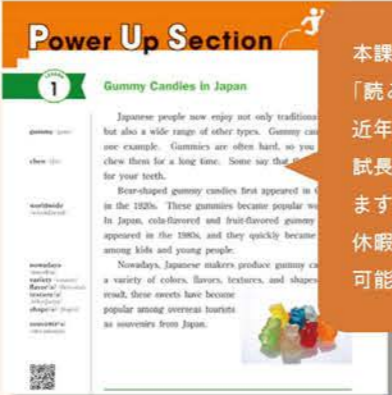 Power Up Section
LESSON
1
Gummy Candies in Japan
Japanese people now enjoy not only
but also a wide range of other types. Gummy
one example. Gummies are often hard, so you
chew them for a long time. Some say that
for your teeth.
Bear-shaped gummy candies first appeared in
in the 1920s. These gummies became popular
In Japan, cola-flavored and fruit-flavored gummy
appeared in the 1980s, and they quickly became
among kids and young people.
Nowadays, Japanese makers produce gummy
a variety of colors, flavors, textures, and shapes
result, these sweets have become
popular among overseas tourists
as souvenirs from Japan.
gummy
chew
worldwide
nowadays
variety
flavor
texture
shape
souvenir
本課
「読
近年
試長
ます
休暇
可能